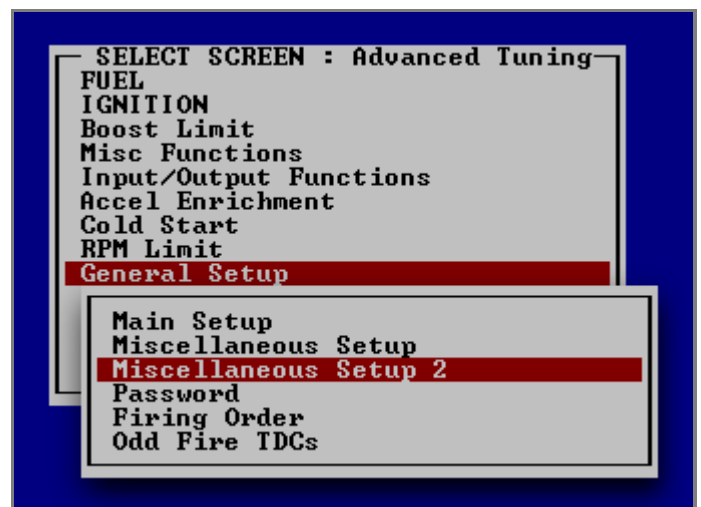 SELECT SCREEN : Advanced Tuning
FUEL
IGNITION
Boost Limit
Misc Functions
Input/Output Functions
Accel Enrichment
Cold Start
RPM Limit
General Setup
Main Setup
Miscellaneous Setup
Miscellaneous Setup 2
Password
Firing Order
Odd Fire TDCs